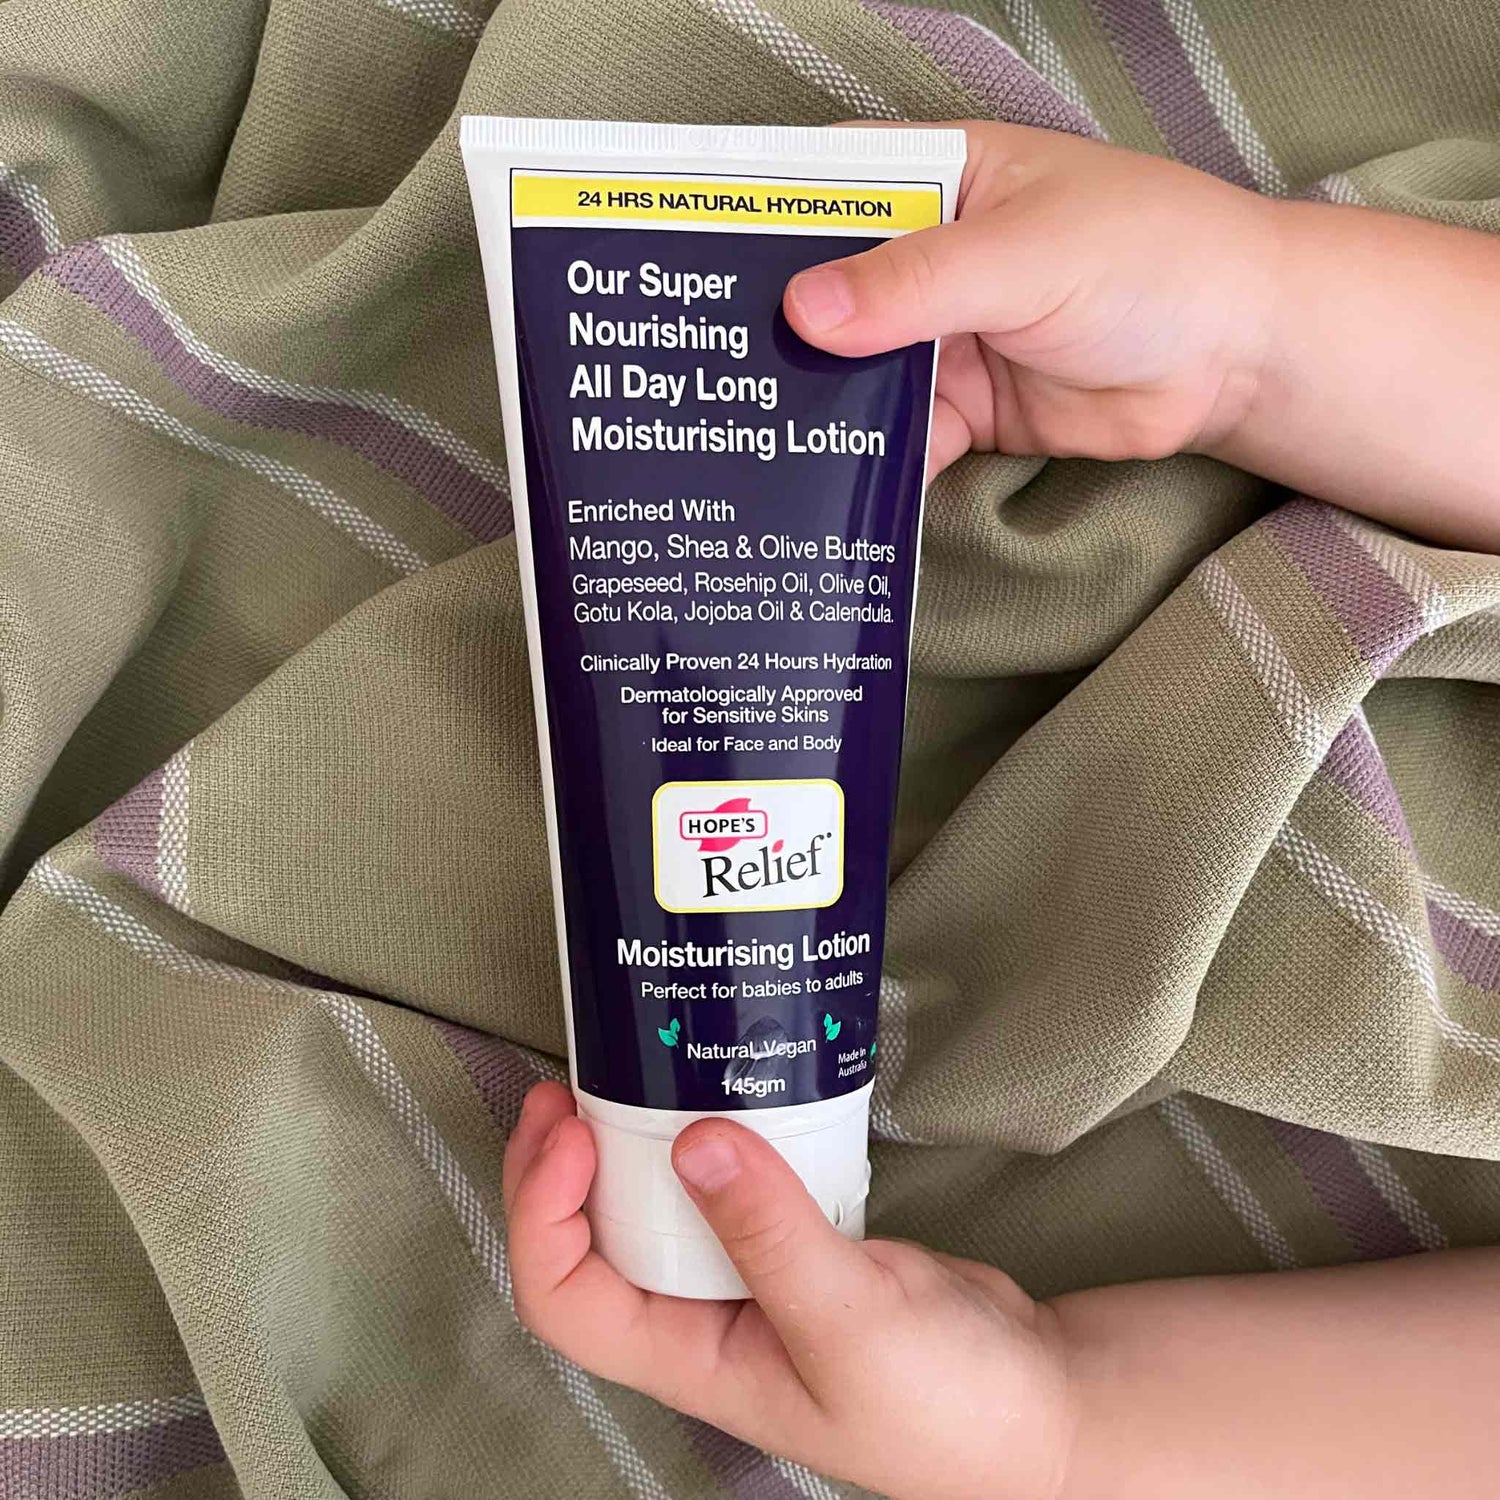 24 HRS NATURAL HYDRATION
Our Super
Nourishing
All Day Long
Moisturising Lotion
Enriched With
Mango, Shea & Olive Butters
Grapeseed, Rosehip Oil, Olive Oil,
Gotu Kola, Jojoba Oil & Calendula.
Clinically Proven 24 Hours Hydration
Dermatologically Approved
for Sensitive Skins
Ideal for Face and Body
HOPE'S
Relief
Moisturising Lotion
Perfect for babies to adults
Natural, Vegan
Made in
Australia
145gm